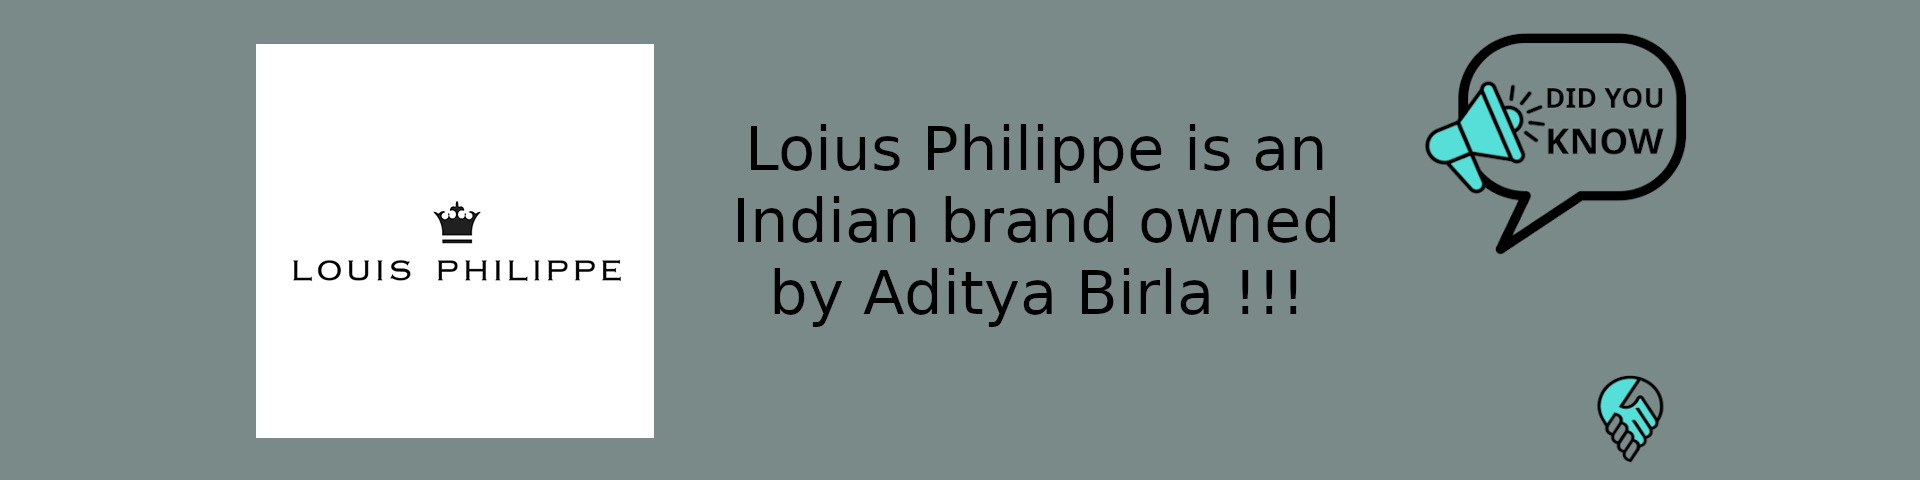 LOUIS PHILIPPE
Loius Philippe is an
Indian brand owned
by Aditya Birla !!!
DID YOU
KNOW